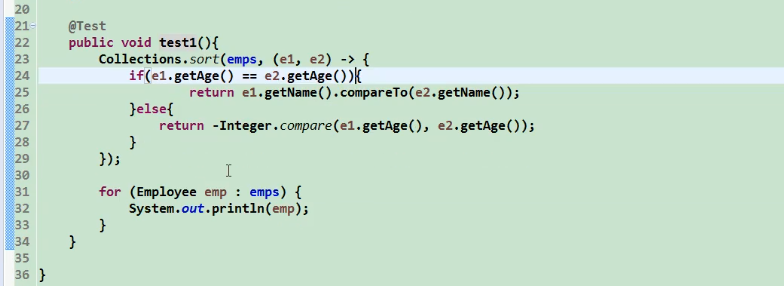 20
21 @Test
22 public void test1(){
23 Collections.sort(emps, (e1, e2) -> {
24 if(e1.getAge() == e2.getAge()){
25 return e1.getName().compareTo(e2.getName());
26 }else{
27 return -Integer.compare(e1.getAge(), e2.getAge());
28 }
29 });
30
31 for (Employee emp : emps) {
32 System.out.println(emp);
33 }
34 }
35
36 }